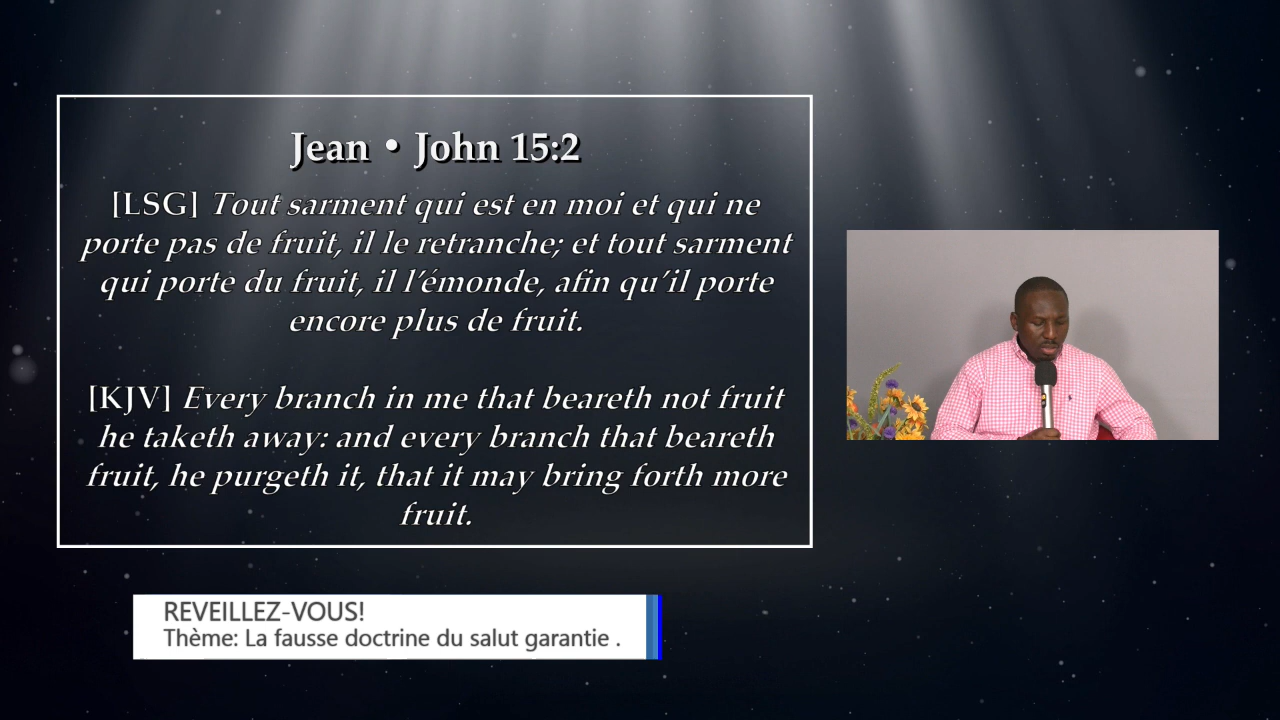 Jean • John 15:2
[LSG] Tout sarment qui est en moi et qui ne
porte pas de fruit, il le retranche; et tout sarment
qui porte du fruit, il l’émonde, afin qu’il porte
encore plus de fruit.
[KJV] Every branch in me that beareth not fruit
he taketh away: and every branch that beareth
fruit, he purgeth it, that it may bring forth more
fruit.
REVEILLEZ-VOUS!
Thème: La fausse doctrine du salut garantie .